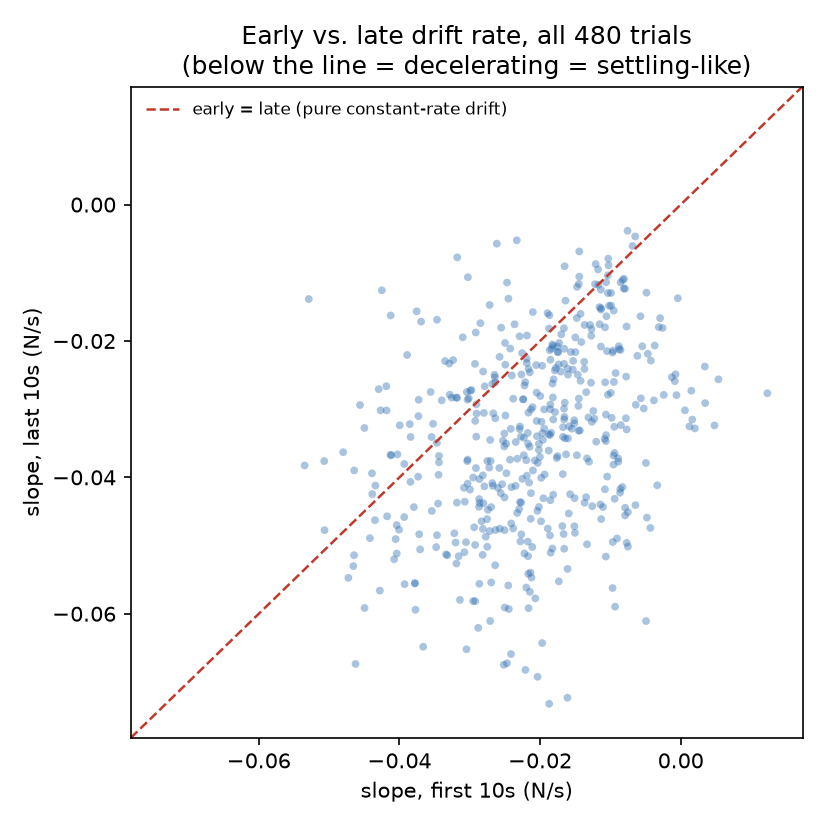 Early vs. late drift rate, all 480 trials
(below the line = decelerating = settling-like)
early = late (pure constant-rate drift)
slope, last 10s (N/s)
0.00
−0.02
−0.04
−0.06
−0.06
−0.04
−0.02
0.00
slope, first 10s (N/s)